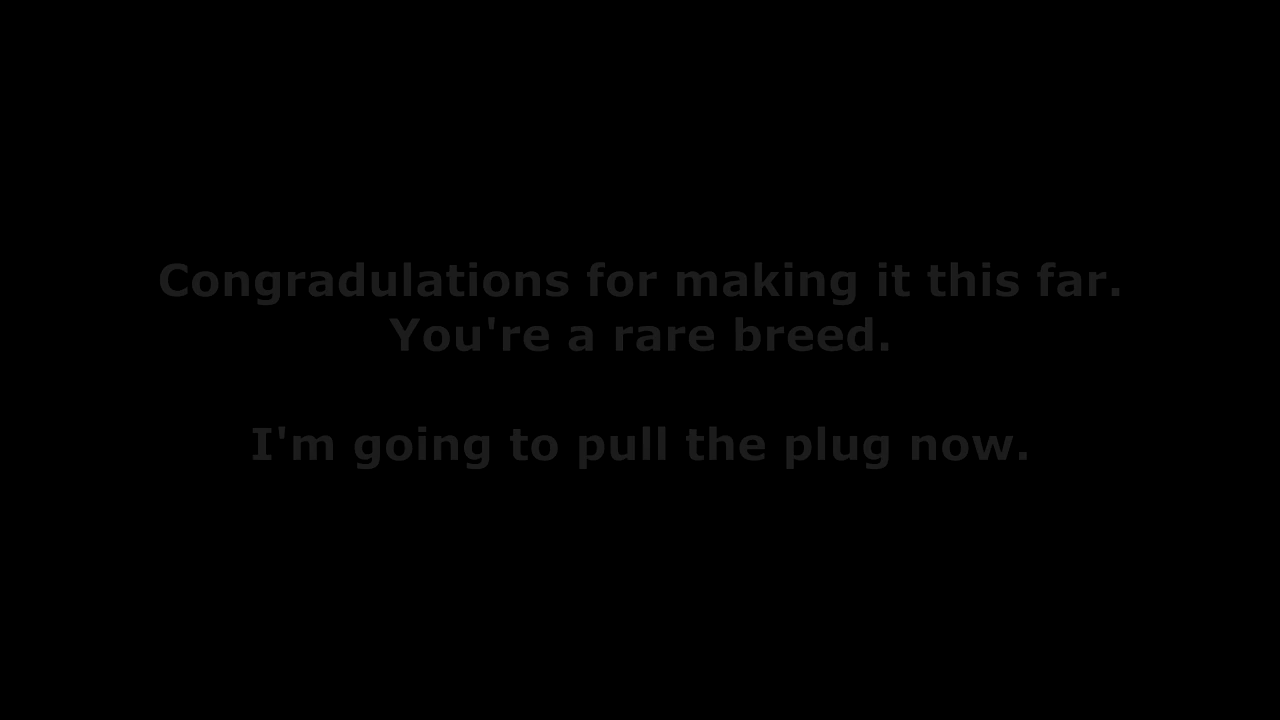 Congradulations for making it this far.
You're a rare breed.
I'm going to pull the plug now.